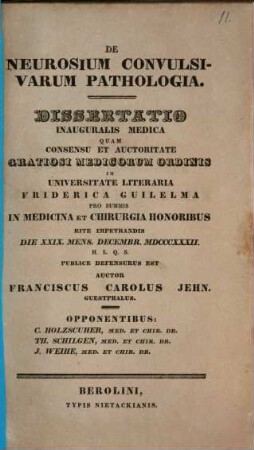 11.
DE
NEUROSIUM CONVULSI-
VARUM PATHOLOGIA.
DISSERTATIO
INAUGURALIS MEDICA
QUAM
CONSENSU ET AUCTORITATE
GRATIOSI MEDICORUM ORDINIS
IN
UNIVERSITATE LITERARIA
FRIDERICA GUILELMA
PRO SUMMIS
IN MEDICINA ET CHIRURGIA HONORIBUS
RITE IMPETRANDIS
DIE XXIX. MENS. DECEMBR. MDCCCXXXII.
H. L. Q. S.
PUBLICE DEFENSURUS EST
AUCTOR
FRANCISCUS CAROLUS JEHN.
GUESTPHALUS.
OPPONENTIBUS:
C. HOLZSCUHER, MED. ET CHIR. DR.
TH. SCHILGEN, MED. ET CHIR. DR.
J. WEIHE, MED. ET CHIR. DR.
BEROLINI,
TYPIS NIETACKIANIS.